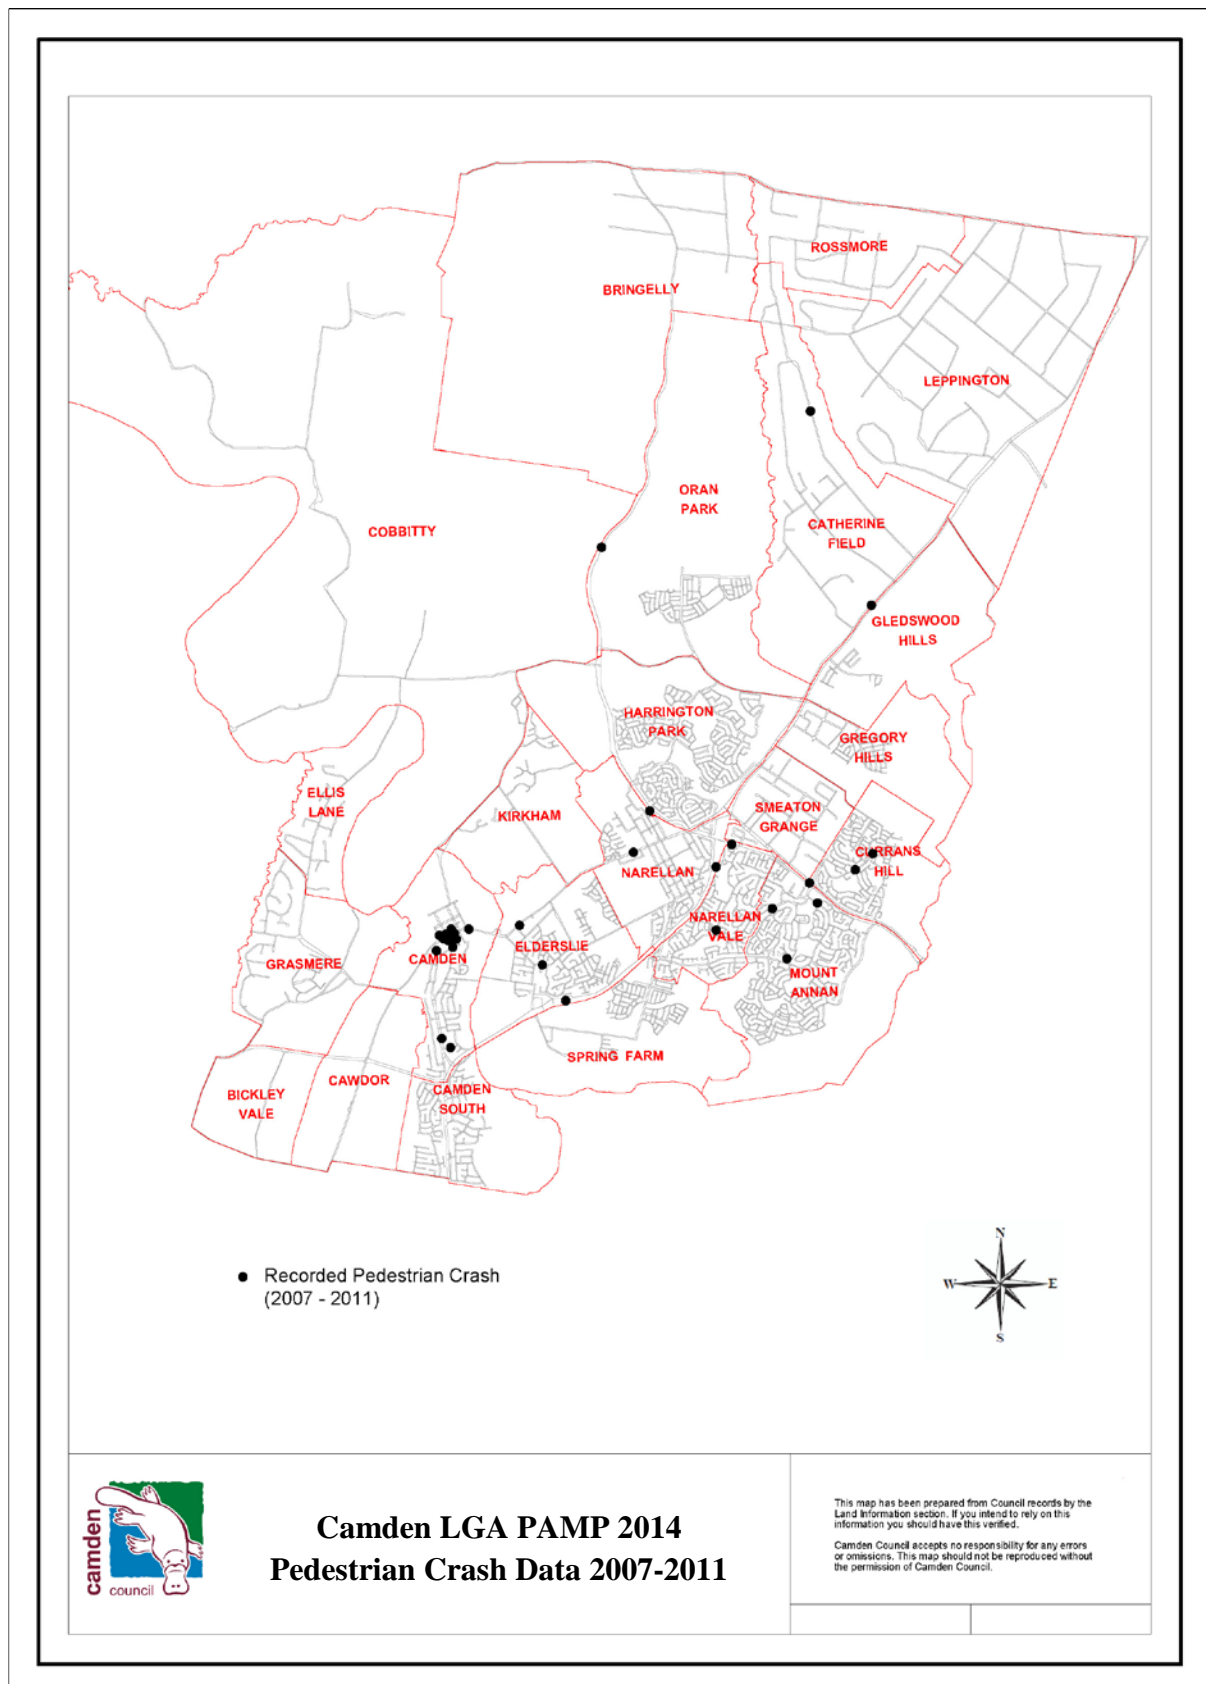 ROSSMORE
BRINGELLY
LEPPINGTON
ORAN
PARK
COBBITTY
CATHERINE
FIELD
GLEDSWOOD
HILLS
HARRINGTON
PARK
GREGORY
HILLS
ELLIS
LANE
KIRKHAM
SMEATON
GRANGE
CURRANS
HILL
NARELLAN
NARELLAN
VALE
ELDERSLIE
GRASMERE
CAMDEN
MOUNT
ANNAN
SPRING FARM
CAWDOR
BICKLEY
VALE
CAMDEN
SOUTH
Recorded Pedestrian Crash
(2007 - 2011)
N
W
E
S
camden
council
Camden LGA PAMP 2014
Pedestrian Crash Data 2007-2011
This map has been prepared from Council records by the
Land Information section. If you intend to rely on this
information you should have this verified.
Camden Council accepts no responsibility for any errors
or omissions. This map should not be reproduced without
the permission of Camden Council.